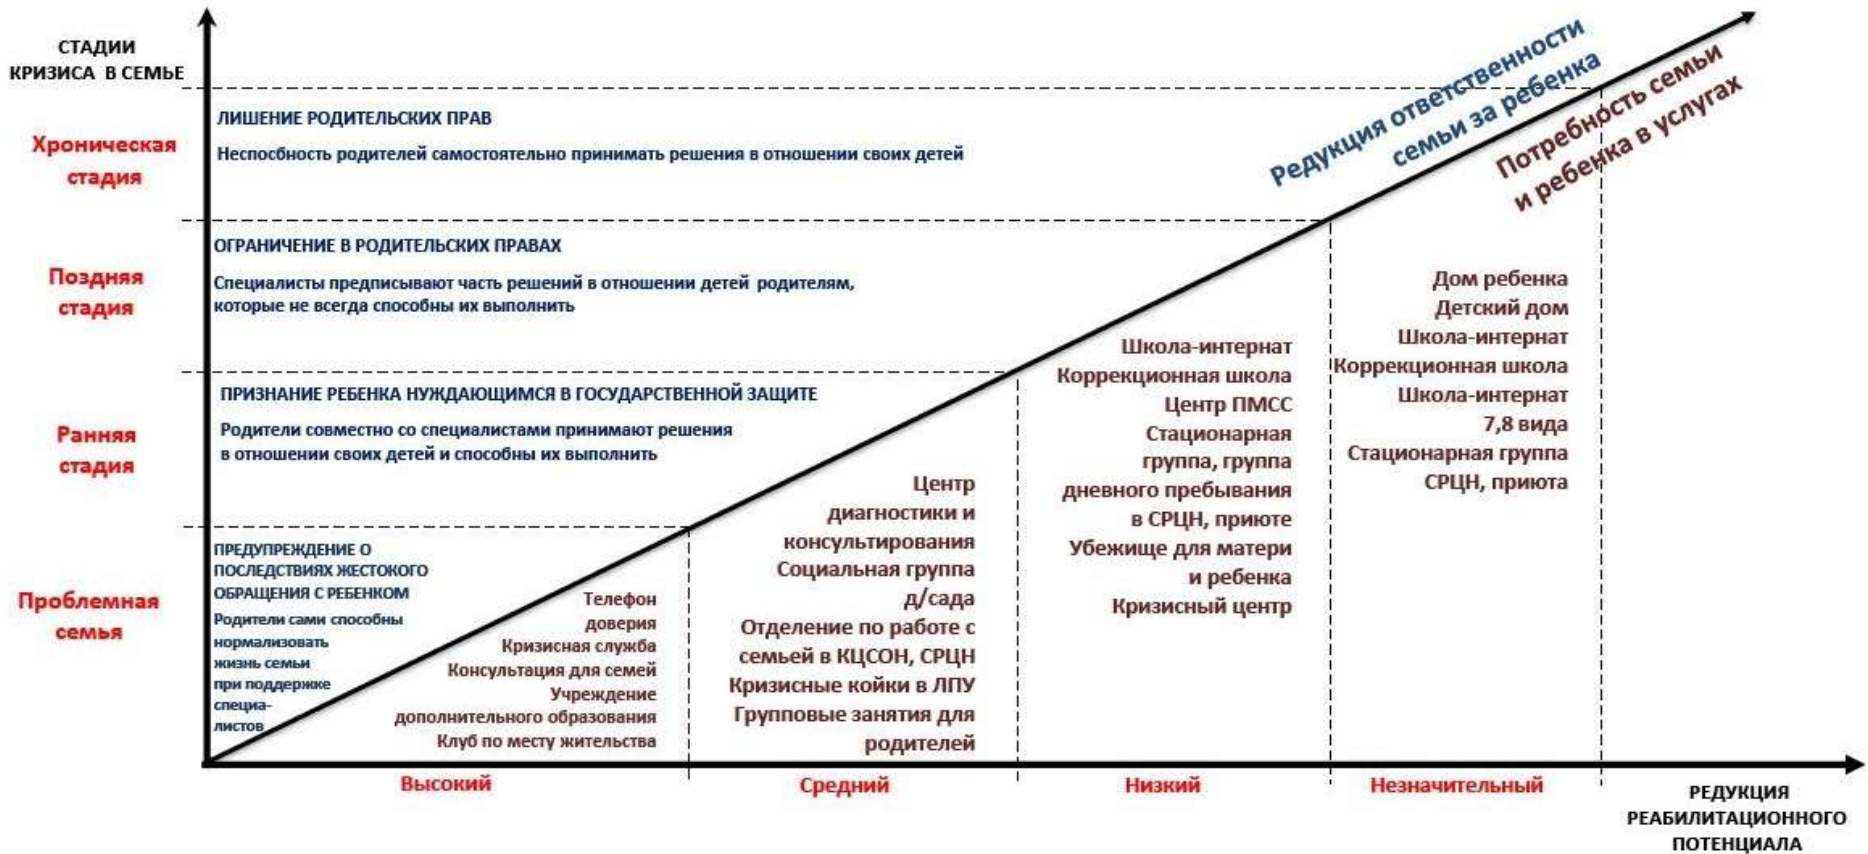 СТАДИИ
КРИЗИСА В СЕМЬЕ
Хроническая
стадия
ЛИШЕНИЕ РОДИТЕЛЬСКИХ ПРАВ
Неспосбность родителей самостоятельно принимать решения в отношении своих детей
Редукция ответственности
семьи за ребенка
Потребность семьи
и ребенка в услугах
Поздняя
стадия
ОГРАНИЧЕНИЕ В РОДИТЕЛЬСКИХ ПРАВАХ
Специалисты предписывают часть решений в отношении детей родителям,
которые не всегда способны их выполнить
Ранняя
стадия
ПРИЗНАНИЕ РЕБЕНКА НУЖДАЮЩИМСЯ В ГОСУДАРСТВЕННОЙ ЗАЩИТЕ
Родители совместно со специалистами принимают решения
в отношении своих детей и способны их выполнить
Проблемная
семья
ПРЕДУПРЕЖДЕНИЕ О
ПОСЛЕДСТВИЯХ ЖЕСТОКОГО
ОБРАЩЕНИЯ С РЕБЕНКОМ
Родители сами способны
нормализовать
жизнь семьи
при поддержке
специа-
листов
Телефон
доверия
Кризисная служба
Консультация для семей
Учреждение
дополнительного образования
Клуб по месту жительства
Центр
диагностики и
консультирования
Социальная группа
д/сада
Отделение по работе с
семьей в КЦСОН, СРЦН
Кризисные койки в ЛПУ
Групповые занятия для
родителей
Школа-интернат
Коррекционная школа
Центр ПМСС
Стационарная
группа, группа
дневного пребывания
в СРЦН, приюте
Убежище для матери
и ребенка
Кризисный центр
Дом ребенка
Детский дом
Школа-интернат
Коррекционная школа
Школа-интернат
7,8 вида
Стационарная группа
СРЦН, приюта
Высокий
Средний
Низкий
Незначительный
РЕДУКЦИЯ
РЕАБИЛИТАЦИОННОГО
ПОТЕНЦИАЛА